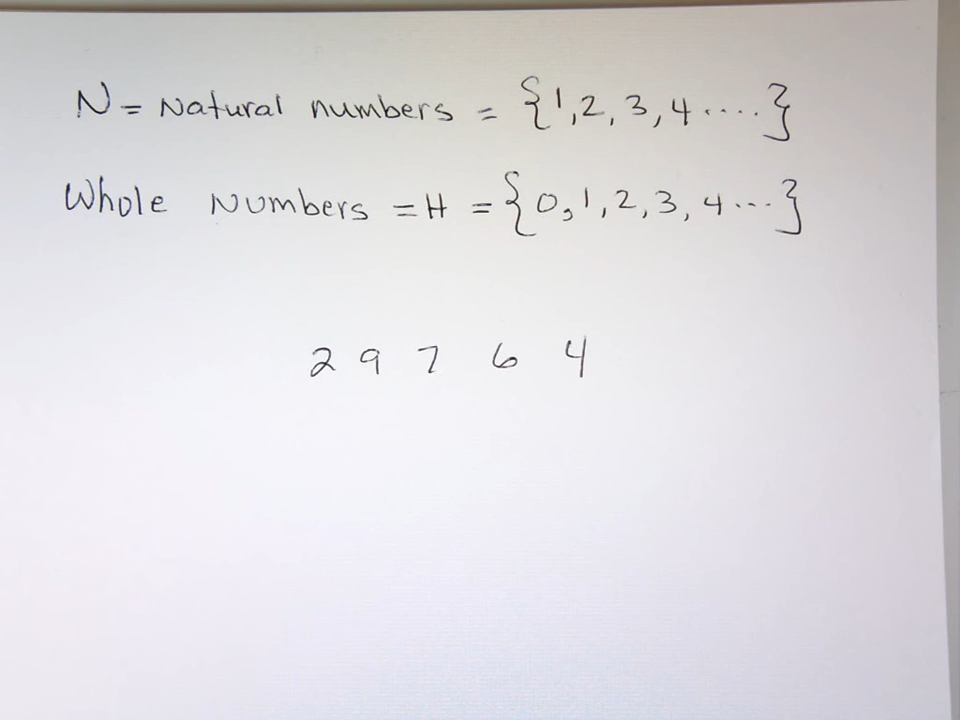 N = Natural numbers = {1, 2, 3, 4 .....}
Whole Numbers = H = {0, 1, 2, 3, 4 ...}
2 9 7 6 4